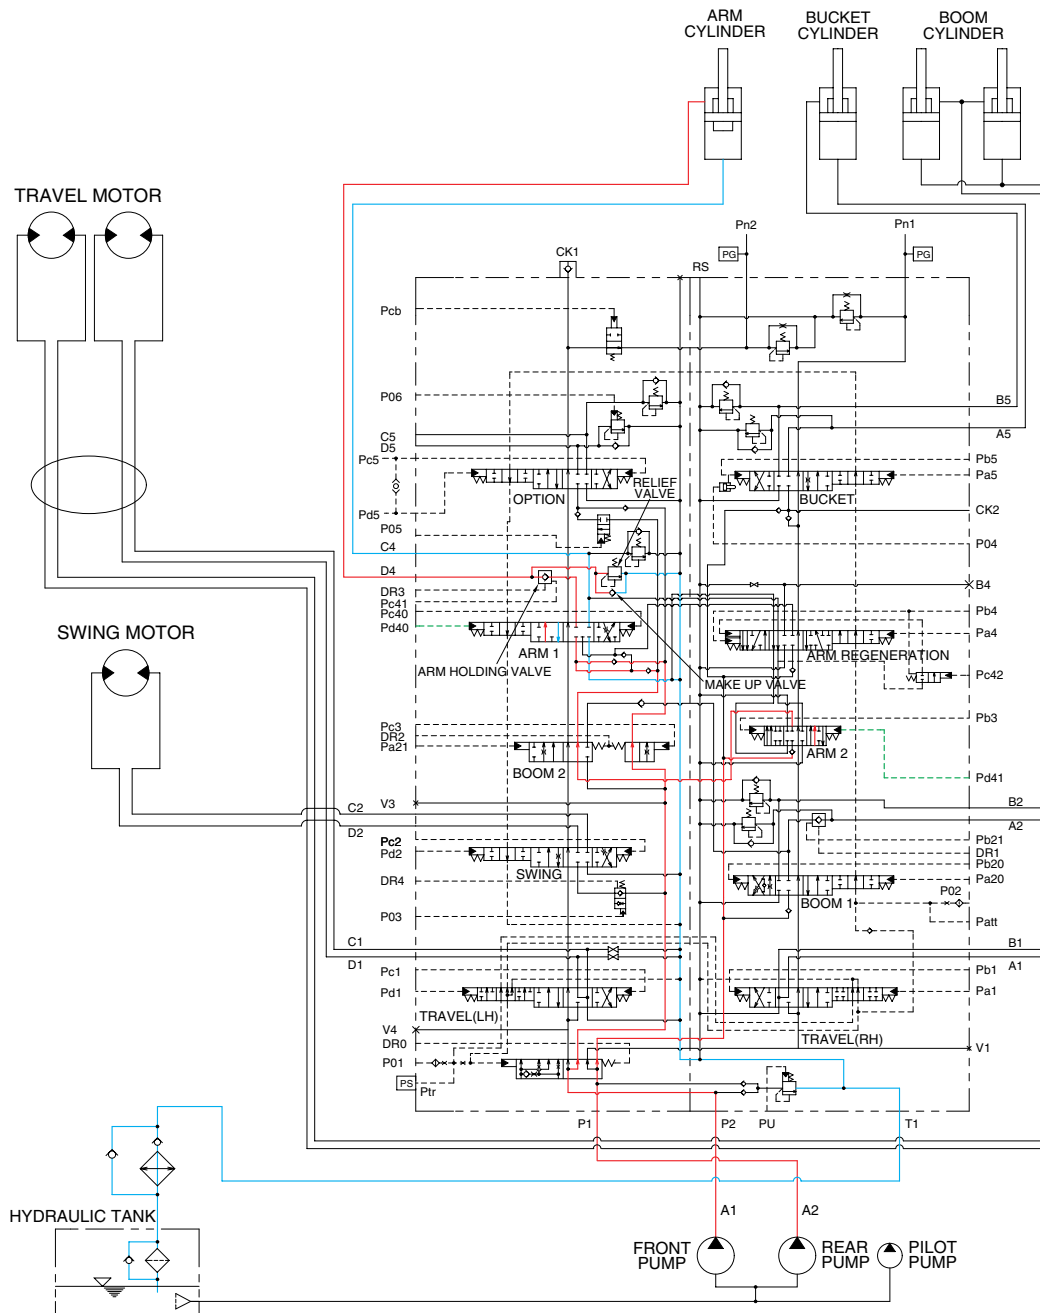 ARM
CYLINDER
BUCKET
CYLINDER
BOOM
CYLINDER
TRAVEL MOTOR
Pn2
Pn1
PG
PG
CK1
RS
Pcb
P06
C5
D5
Pc5
Pd5
P05
C4
D4
DR3
Pc41
Pc40
Pd40
OPTION
RELIEF
VALVE
BUCKET
B5
A5
Pb5
Pa5
CK2
P04
B4
Pb4
Pa4
Pc42
Pb3
Pd41
SWING MOTOR
ARM 1
ARM HOLDING VALVE
MAKE UP VALVE
ARM REGENERATION
Pc3
DR2
Pa21
BOOM 2
ARM 2
C2
V3
D2
Pc2
Pd2
DR4
P03
SWING
B2
A2
Pb21
DR1
Pb20
Pa20
BOOM 1
P02
Patt
C1
D1
Pc1
Pd1
B1
A1
Pb1
Pa1
TRAVEL(LH)
TRAVEL(RH)
V4
DR0
P01
PS
Ptr
V1
P1
P2
PU
T1
HYDRAULIC TANK
A1
A2
FRONT
PUMP
REAR
PUMP
PILOT
PUMP